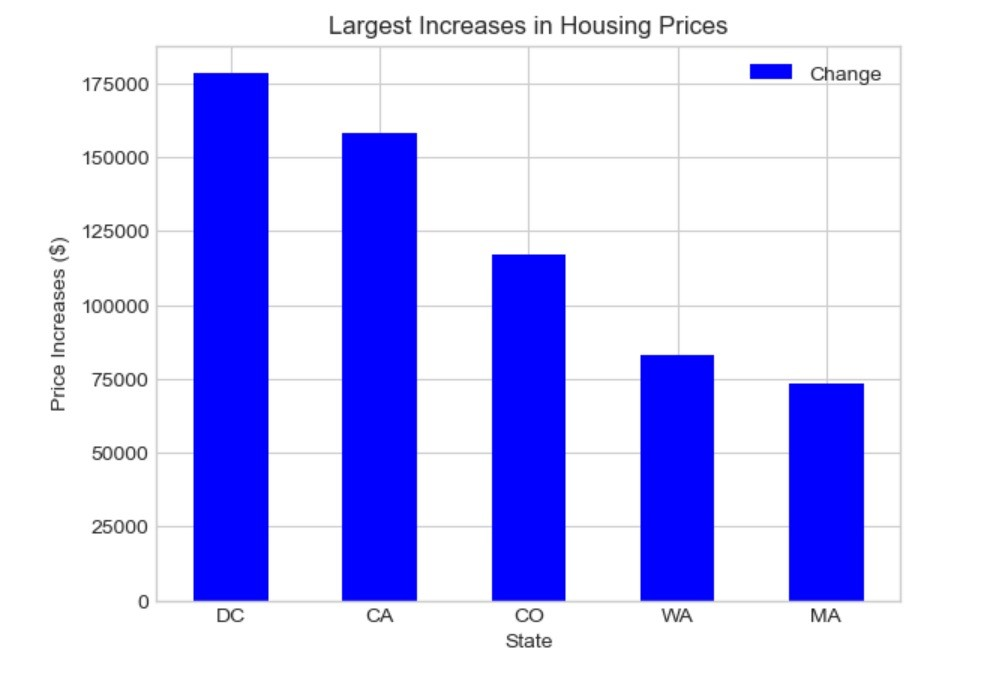 Largest Increases in Housing Prices
Change
Price Increases ($)
175000
150000
125000
100000
75000
50000
25000
0
DC CA CO WA MA
State